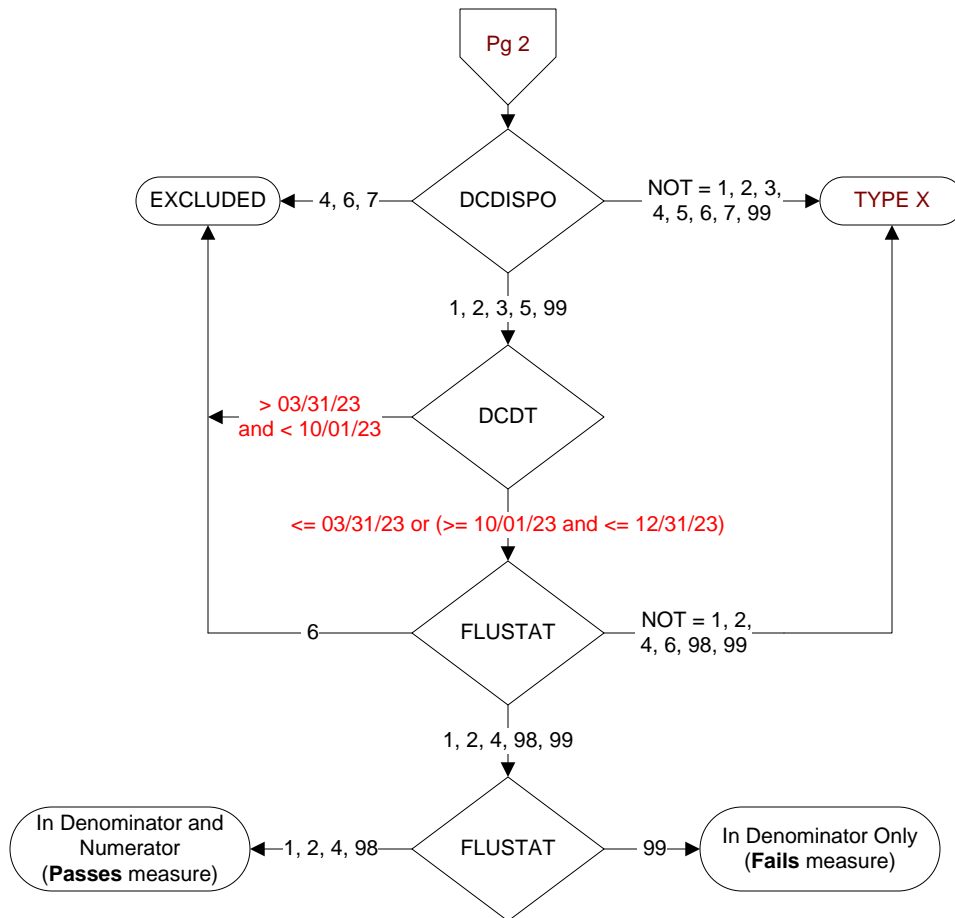 Pg 2
EXCLUDED
4, 6, 7
DCDISPO
NOT = 1, 2, 3,
4, 5, 6, 7, 99
TYPE X
1, 2, 3, 5, 99
> 03/31/23
and < 10/01/23
DCDT
<= 03/31/23 or (>= 10/01/23 and <= 12/31/23)
6
FLUSTAT
NOT = 1, 2,
4, 6, 98, 99
1, 2, 4, 98, 99
In Denominator and
Numerator
(Passes measure)
1, 2, 4, 98
FLUSTAT
99
In Denominator Only
(Fails measure)